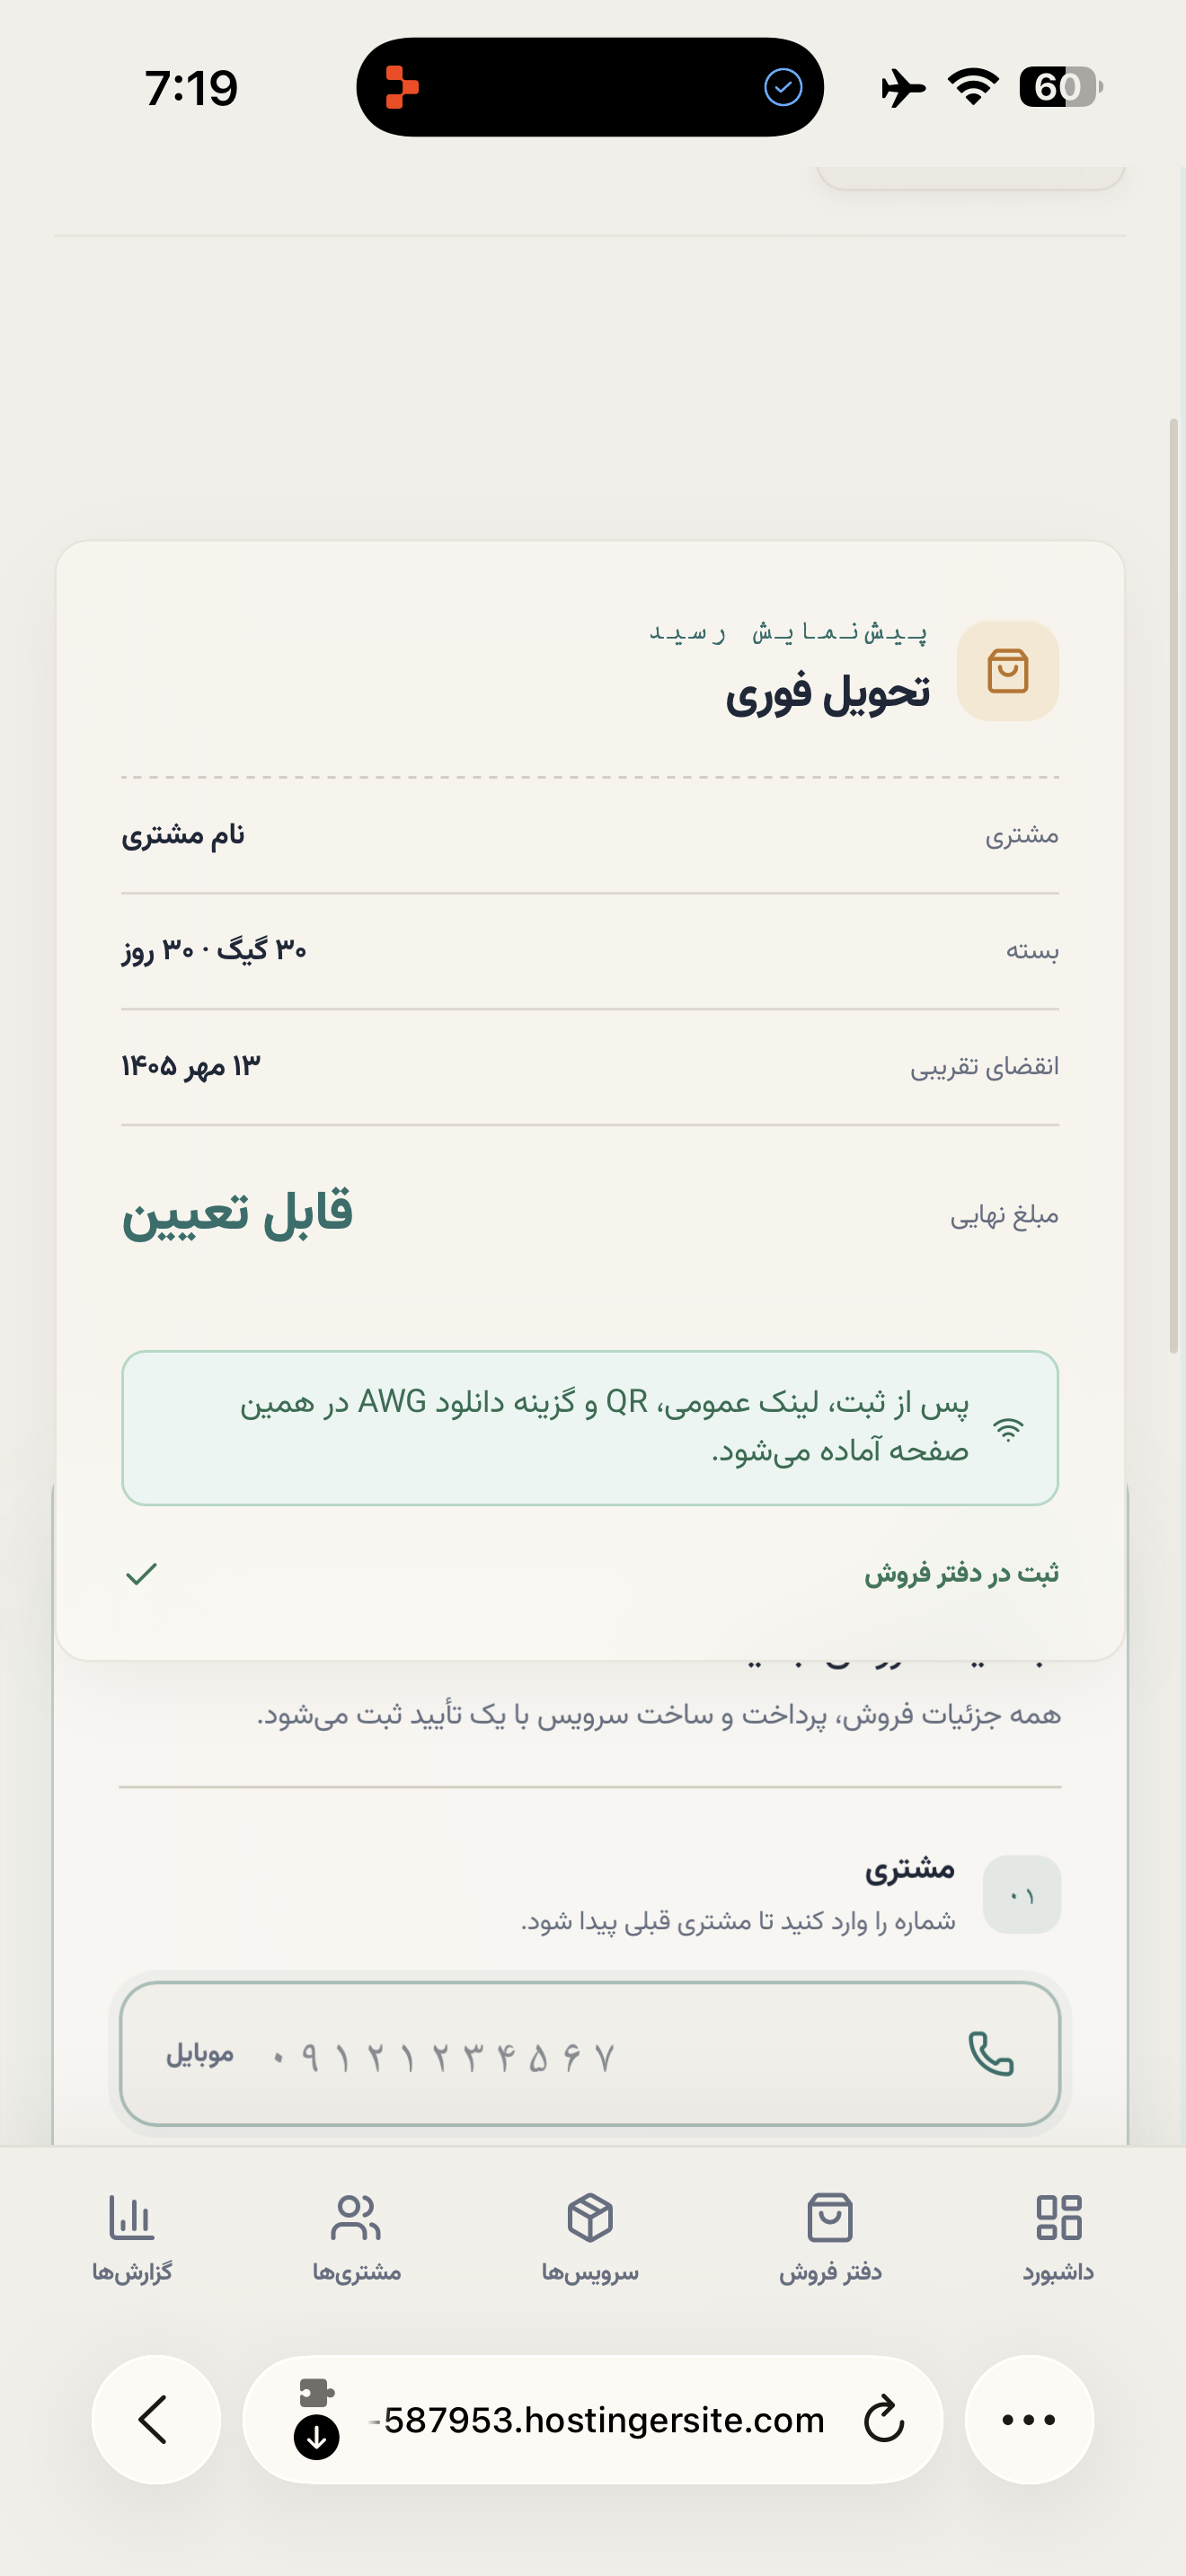 7:19
60
پیش‌نمایش رسید
تحویل فوری
مشتری
نام مشتری
بسته
۳۰ گیگ · ۳۰ روز
انقضای تقریبی
۱۳ مهر ۱۴۰۵
مبلغ نهایی
قابل تعیین
پس از ثبت، لینک عمومی، QR و گزینه دانلود AWG در همین
صفحه آماده می‌شود.
ثبت در دفتر فروش
همه جزئیات فروش، پرداخت و ساخت سرویس با یک تأیید ثبت می‌شود.
۰۱
مشتری
شماره را وارد کنید تا مشتری قبلی پیدا شود.
۰۹۱۲۱۲۳۴۵۶۷
موبایل
داشبورد
دفتر فروش
سرویس‌ها
مشتری‌ها
گزارش‌ها
-587953.hostingersite.com